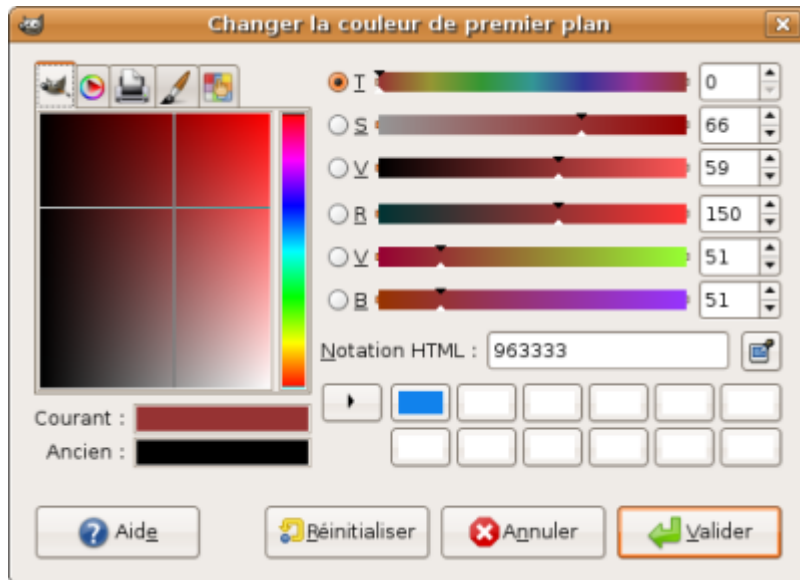 Changer la couleur de premier plan
T 0
S 66
V 59
R 150
V 51
B 51
Notation HTML : 963333
Courant :
Ancien :
Aide Réinitialiser Annuler Valider